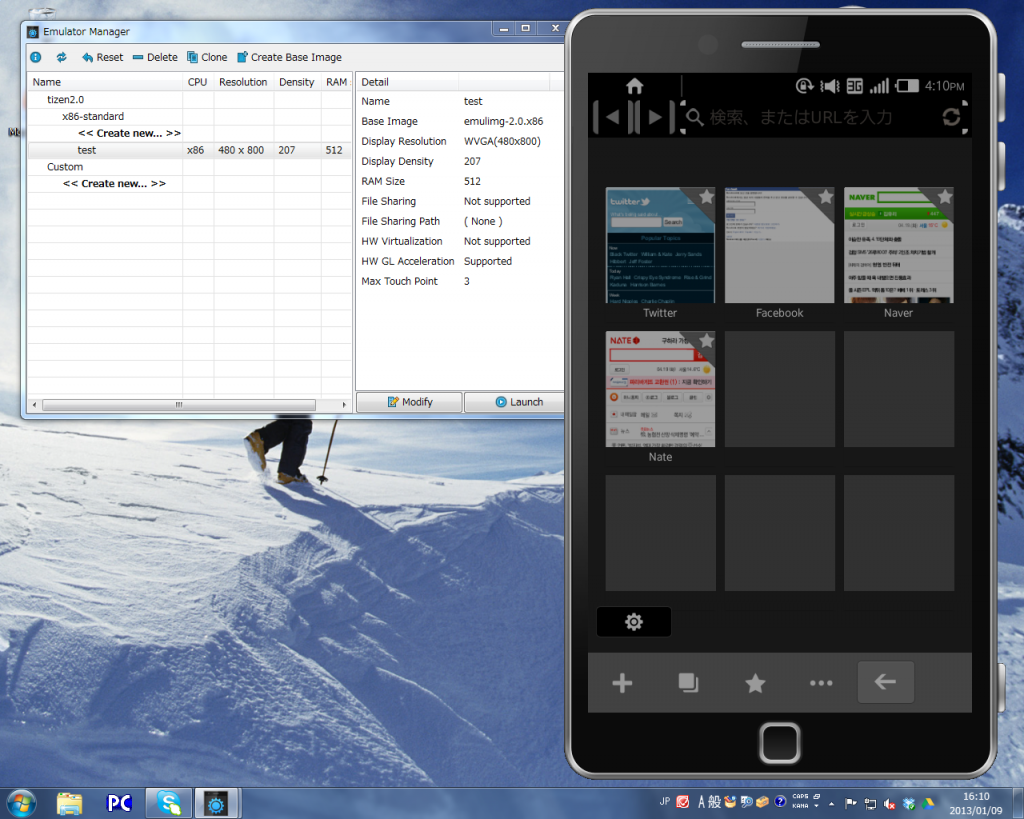 Emulator Manager
Reset Delete Clone Create Base Image
Name CPU Resolution Density RAM
tizen2.0
x86-standard
<< Create new... >>
test x86 480 x 800 207 512
Custom
<< Create new... >>
Detail
Name test
Base Image emulimg-2.0.x86
Display Resolution WVGA(480x800)
Display Density 207
RAM Size 512
File Sharing Not supported
File Sharing Path ( None )
HW Virtualization Not supported
HW GL Acceleration Supported
Max Touch Point 3
Modify Launch
3G 4:10PM
検索、またはURLを入力
twitter
Search
Popular Topics
NAVER
Twitter Facebook Naver
NATE
Nate
PC
JP A 般 CAPS KANA
16:10
2013/01/09